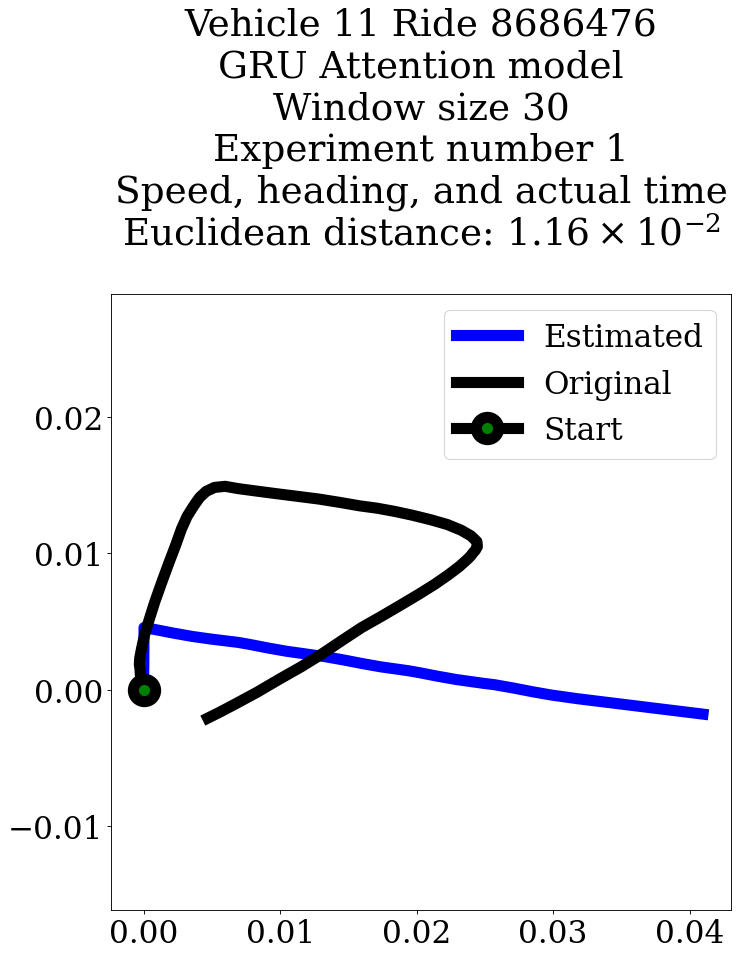 Vehicle 11 Ride 8686476
GRU Attention model
Window size 30
Experiment number 1
Speed, heading, and actual time
Euclidean distance: 1.16 × 10⁻²
Estimated
Original
Start
0.02
0.01
0.00
−0.01
0.00 0.01 0.02 0.03 0.04